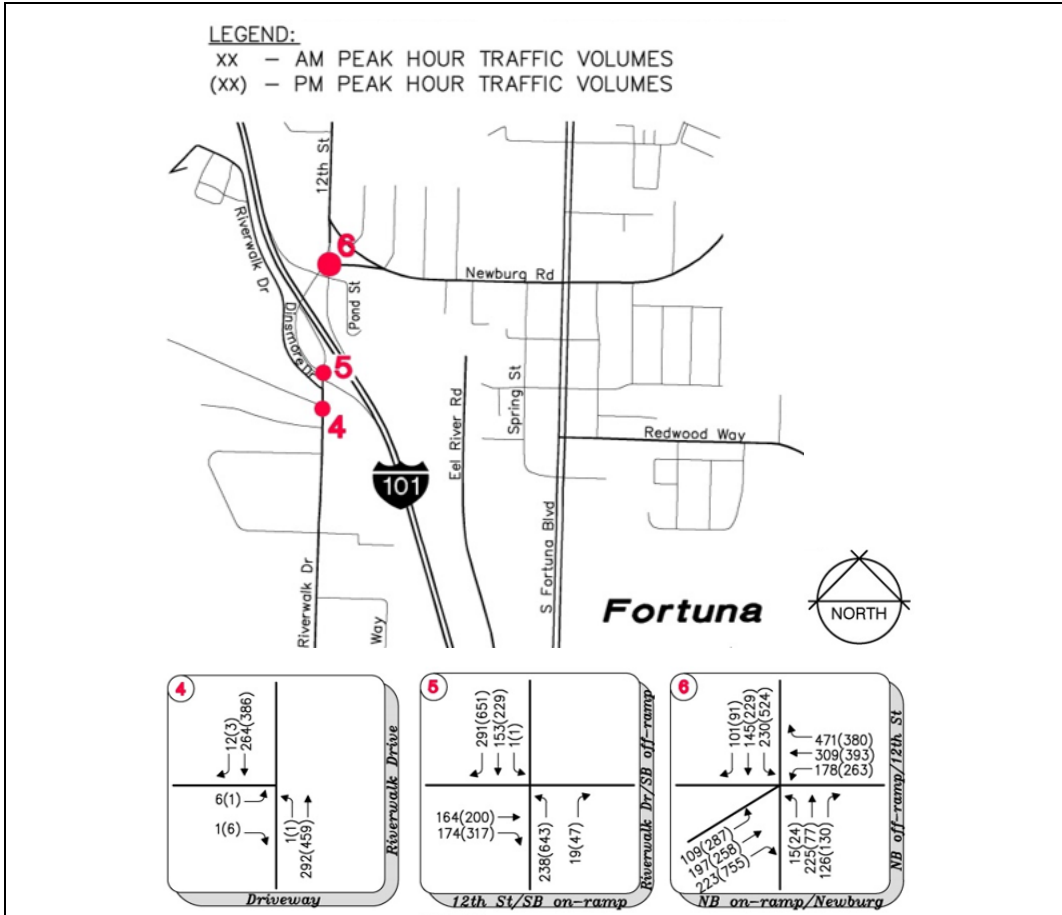 LEGEND:
XX – AM PEAK HOUR TRAFFIC VOLUMES
(XX) – PM PEAK HOUR TRAFFIC VOLUMES
12th St
Riverwalk Dr
6
Newburg Rd
Pond St
Dinsmore Dr
5
4
Eel River Rd
Spring St
Redwood Way
101
S Fortuna Blvd
Riverwalk Dr
Way
Fortuna
NORTH
4
12(3)
264(386)
6(1)
1(6)
1(1)
292(459)
Riverwalk Drive
Driveway
5
291(651)
153(229)
1(1)
164(200)
174(317)
238(643)
19(47)
Riverwalk Dr/SB off-ramp
12th St/SB on-ramp
6
101(91)
145(229)
230(524)
471(380)
309(393)
178(263)
109(287)
197(258)
223(755)
15(24)
225(77)
126(130)
NB off-ramp/12th St
NB on-ramp/Newburg